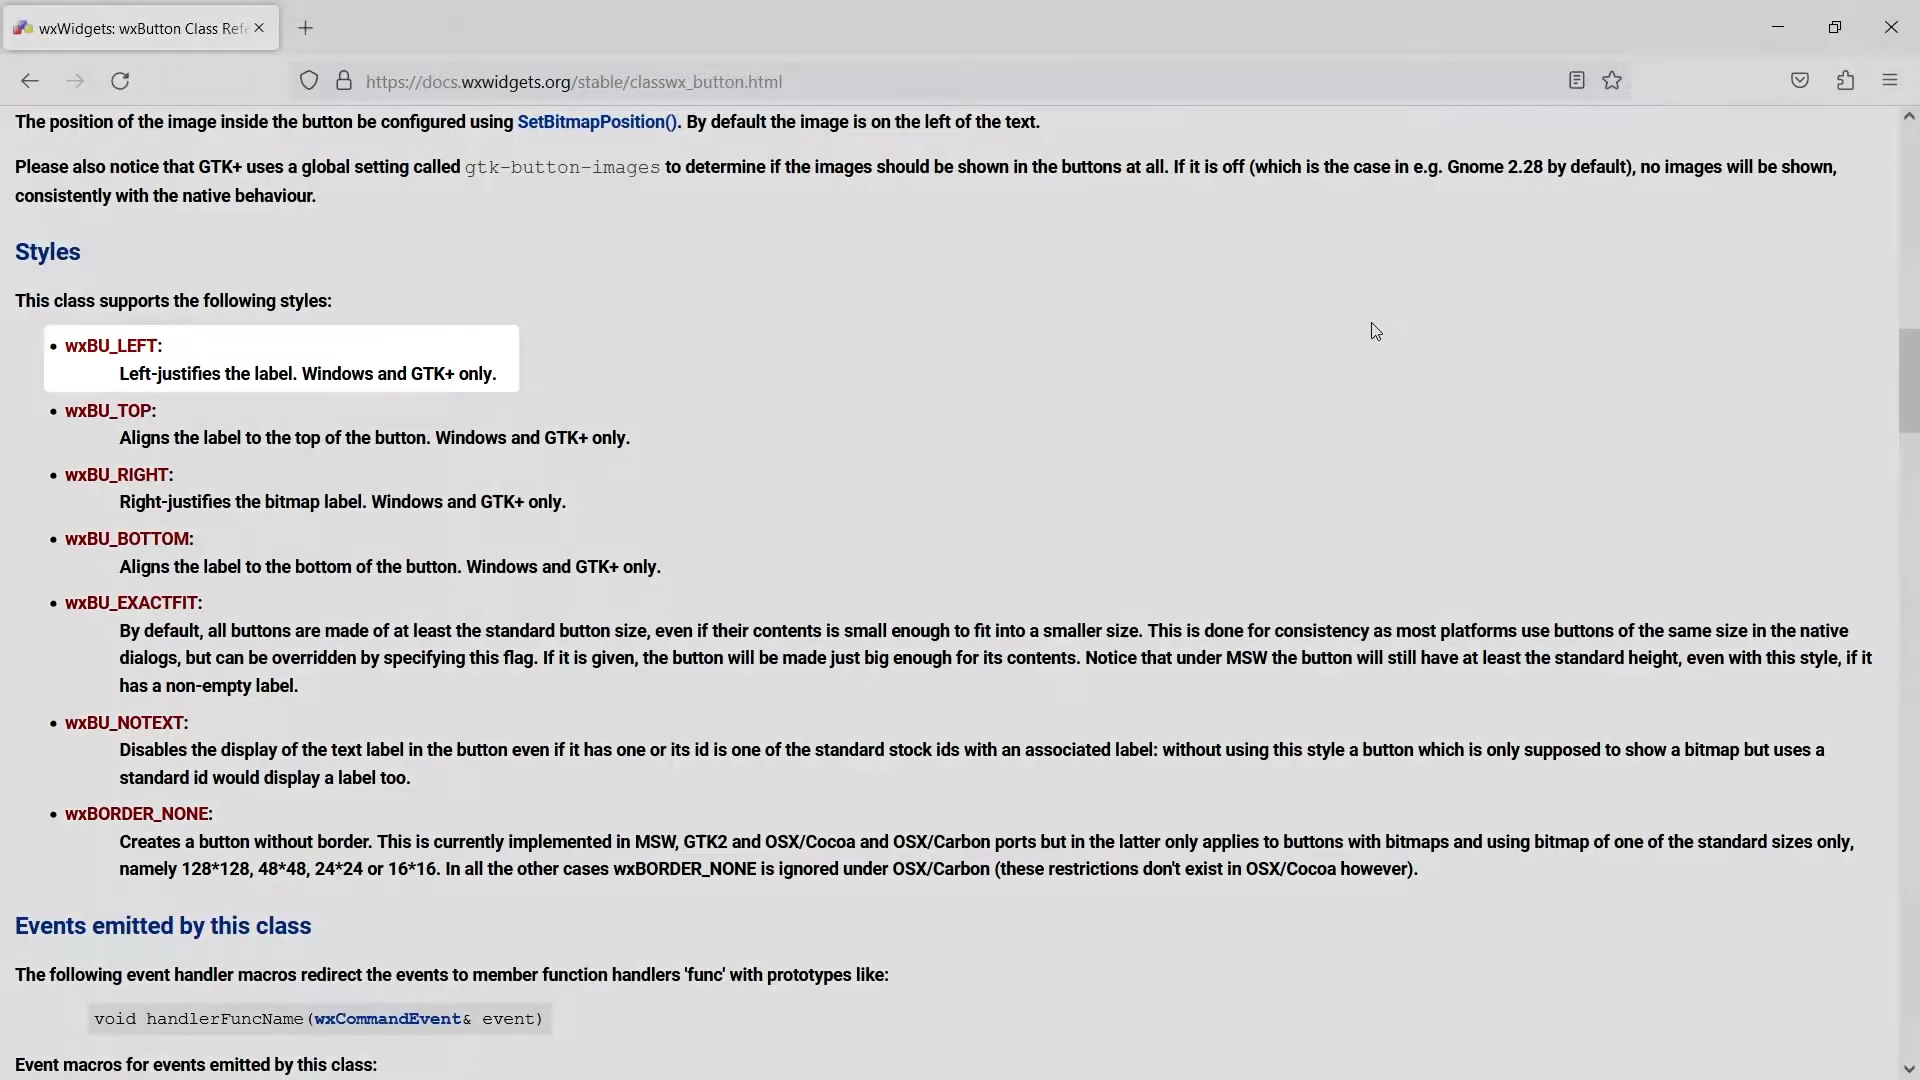 wxWidgets: wxButton Class Refe
https://docs.wxwidgets.org/stable/classwx_button.html
The position of the image inside the button be configured using SetBitmapPosition(). By default the image is on the left of the text.
Please also notice that GTK+ uses a global setting called gtk-button-images to determine if the images should be shown in the buttons at all. If it is off (which is the case in e.g. Gnome 2.28 by default), no images will be shown,
consistently with the native behaviour.
Styles
This class supports the following styles:
• wxBU_LEFT:
Left-justifies the label. Windows and GTK+ only.
• wxBU_TOP:
Aligns the label to the top of the button. Windows and GTK+ only.
• wxBU_RIGHT:
Right-justifies the bitmap label. Windows and GTK+ only.
• wxBU_BOTTOM:
Aligns the label to the bottom of the button. Windows and GTK+ only.
• wxBU_EXACTFIT:
By default, all buttons are made of at least the standard button size, even if their contents is small enough to fit into a smaller size. This is done for consistency as most platforms use buttons of the same size in the native
dialogs, but can be overridden by specifying this flag. If it is given, the button will be made just big enough for its contents. Notice that under MSW the button will still have at least the standard height, even with this style, if it
has a non-empty label.
• wxBU_NOTEXT:
Disables the display of the text label in the button even if it has one or its id is one of the standard stock ids with an associated label: without using this style a button which is only supposed to show a bitmap but uses a
standard id would display a label too.
• wxBORDER_NONE:
Creates a button without border. This is currently implemented in MSW, GTK2 and OSX/Cocoa and OSX/Carbon ports but in the latter only applies to buttons with bitmaps and using bitmap of one of the standard sizes only,
namely 128*128, 48*48, 24*24 or 16*16. In all the other cases wxBORDER_NONE is ignored under OSX/Carbon (these restrictions don't exist in OSX/Cocoa however).
Events emitted by this class
The following event handler macros redirect the events to member function handlers 'func' with prototypes like:
void handlerFuncName(wxCommandEvent& event)
Event macros for events emitted by this class: